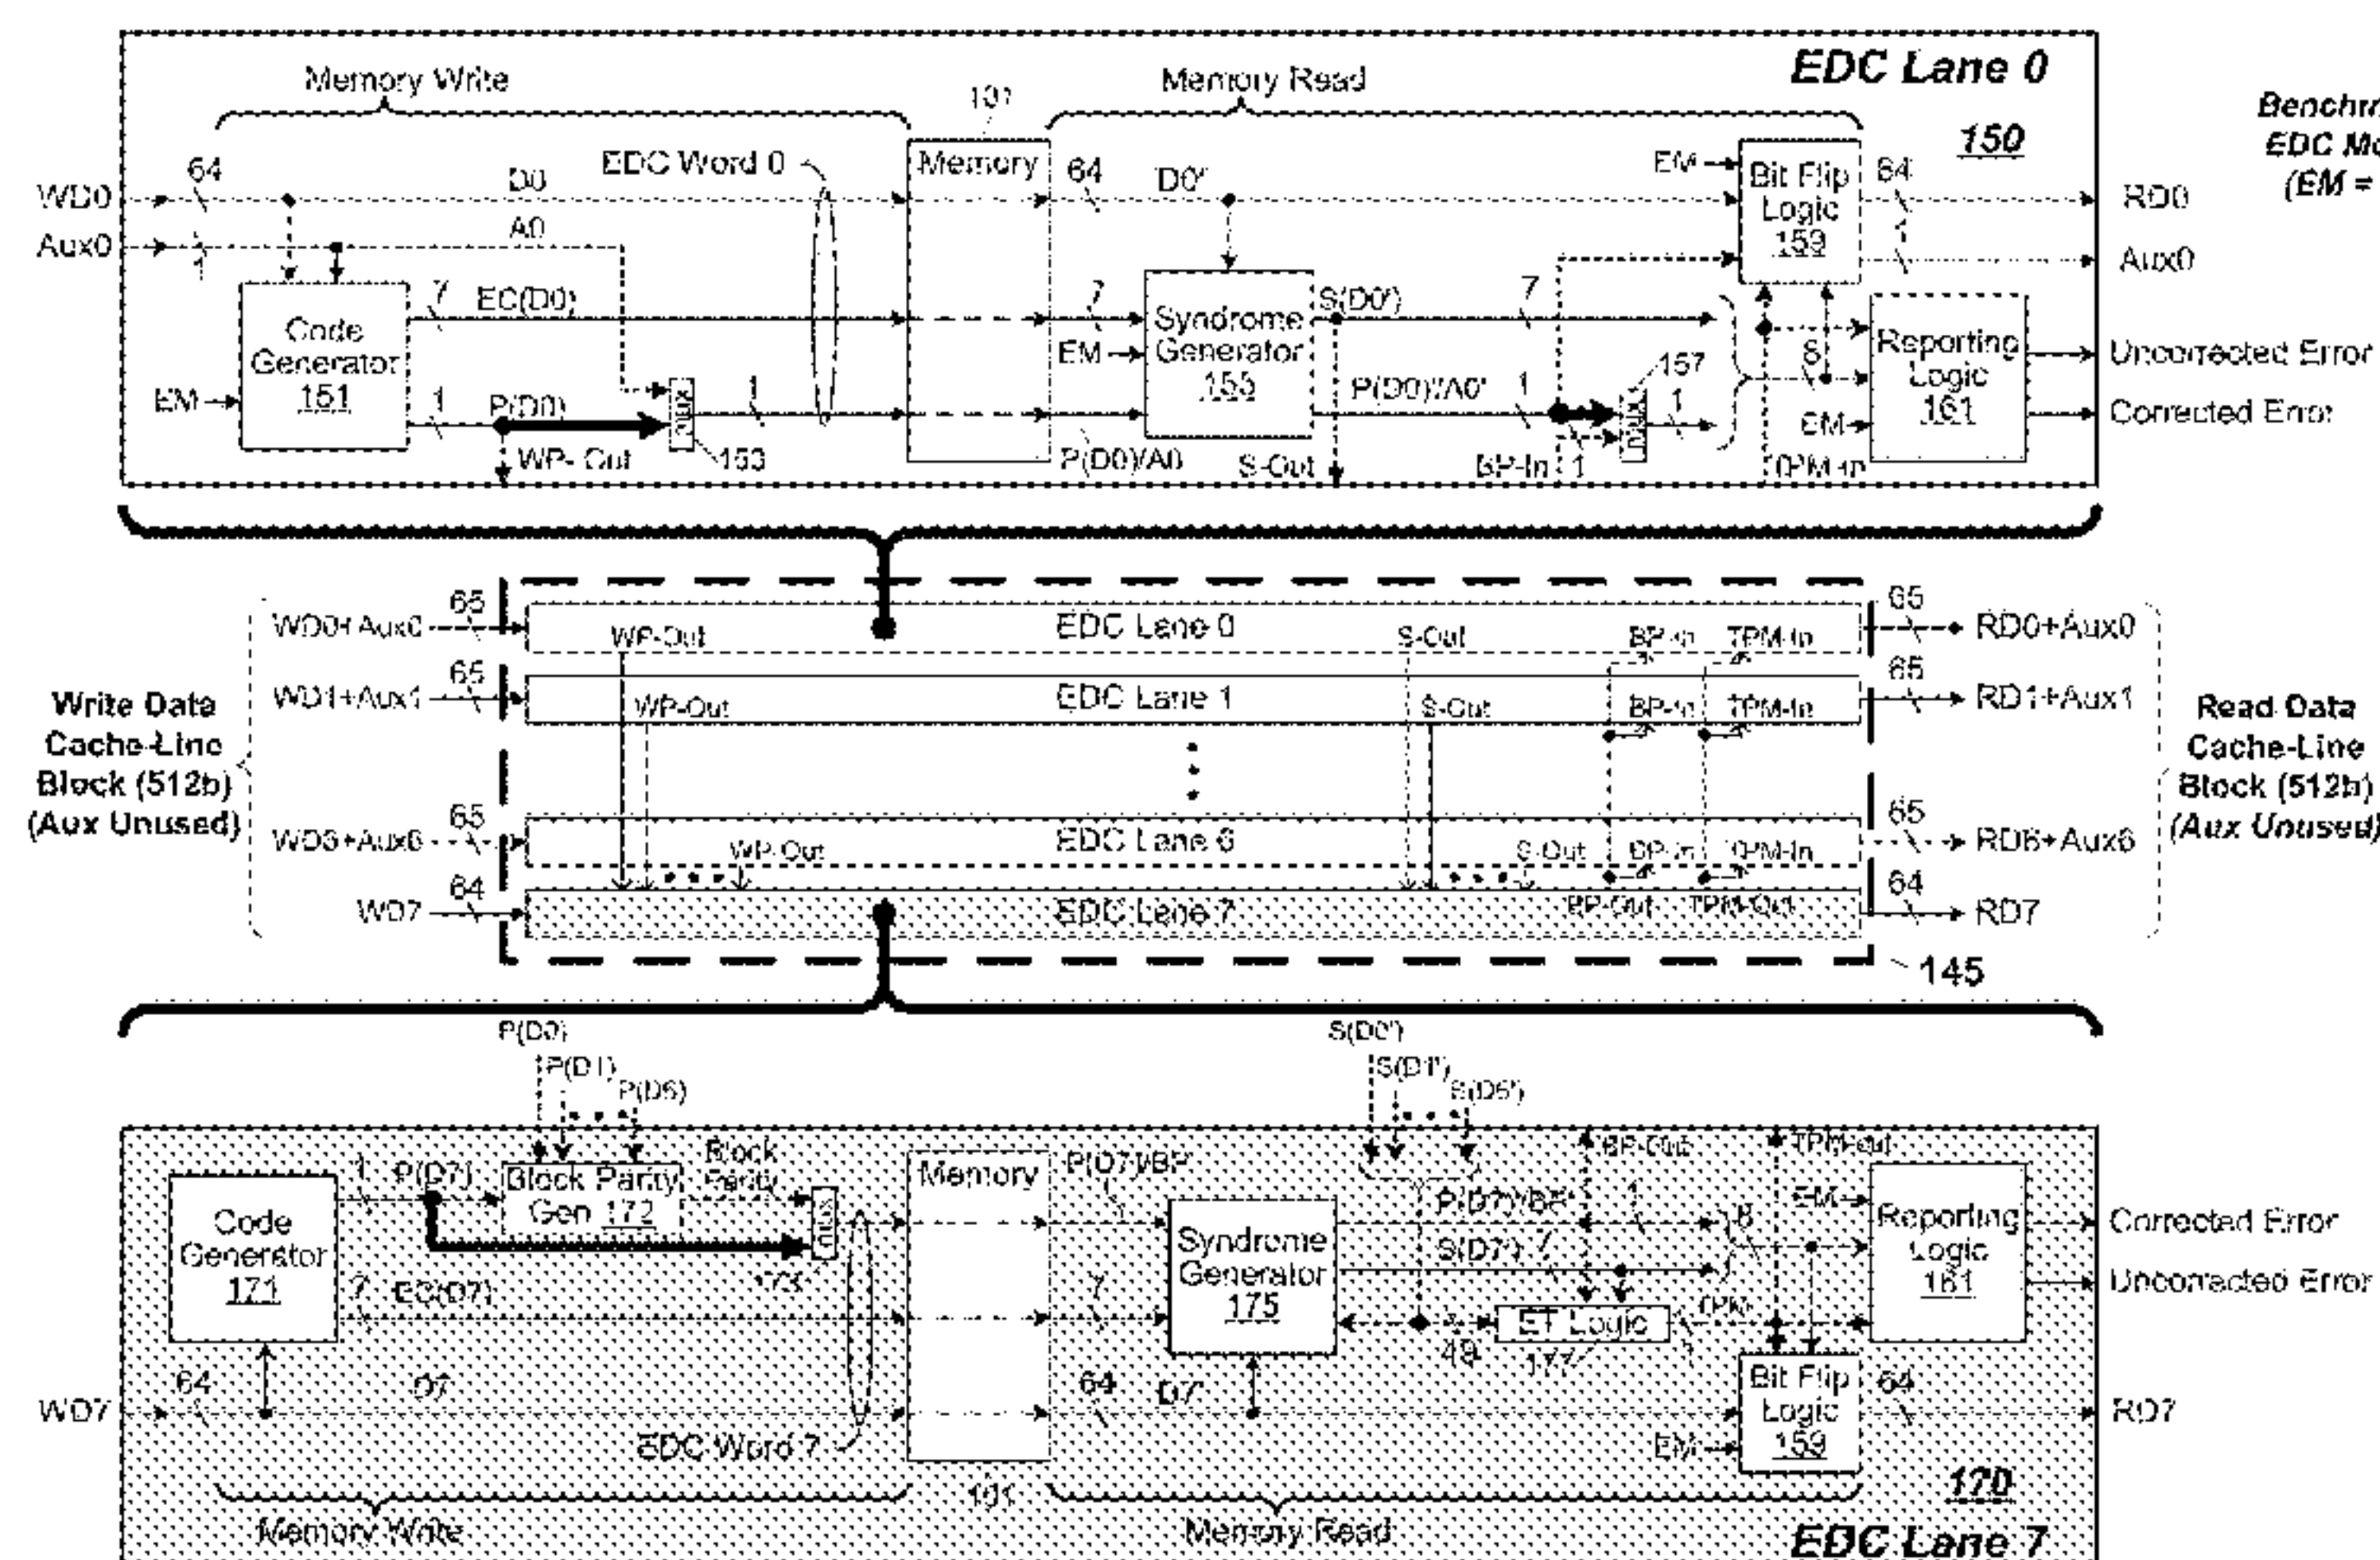 EDC Lane 0
150
Memory Write
Memory Read
101
EDC Word 0
Memory
WD0
64
D0
64
D0'
EM
Bit Flip
Logic
159
64
RD0
Aux0
1
A0
1
Aux0
Code
Generator
151
EM
7
EC(D0)
1
P(D0)
WP-Out
mux
153
1
7
EM
Syndrome
Generator
155
P(D0)/A0
S(D0')
7
S-Out
P(D0)/A0'
1
BP-In
1
157
mux
1
8
TPM-In
Reporting
Logic
161
EM
Uncorrected Error
Corrected Error
EDC Mo
(EM =
Write Data
Cache-Line
Block (512b)
(Aux Unused)
WD0+Aux0
65
WP-Out
EDC Lane 0
S-Out
BP-In
TPM-In
65
RD0+Aux0
WD1+Aux1
65
WP-Out
EDC Lane 1
S-Out
BP-In
TPM-In
65
RD1+Aux1
WD6+Aux6
65
WP-Out
EDC Lane 6
S-Out
BP-In
TPM-In
65
RD6+Aux6
WD7
64
EDC Lane 7
BP-Out
TPM-Out
64
RD7
Read Data
Cache-Line
Block (512b)
(Aux Unused)
145
P(D0)
P(D1)
P(D6)
S(D0')
S(D1')
S(D6')
Code
Generator
171
1
P(D7)
Block Parity
Gen 172
Block
Parity
mux
173
7
EC(D7)
WD7
64
D7
EDC Word 7
Memory
101
P(D7)/BP
7
64
D7'
Syndrome
Generator
175
P(D7)/BP'
1
S(D7')
7
8
BP-Out
TPM-out
49
ET Logic
177
TPM
EM
Reporting
Logic
161
Corrected Error
Uncorrected Error
Bit Flip
Logic
159
EM
64
RD7
Memory Write
Memory Read
170
EDC Lane 7